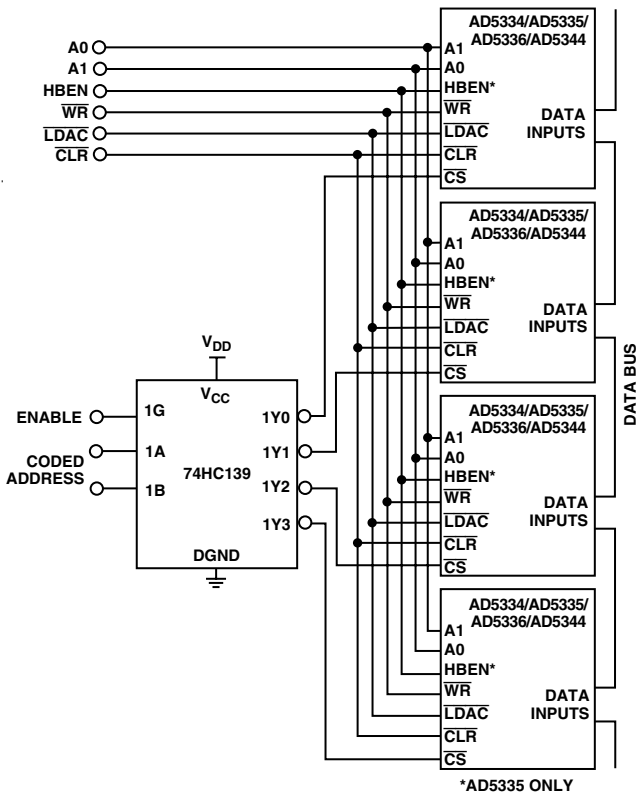 A0
A1
HBEN
WR
LDAC
CLR
AD5334/AD5335/
AD5336/AD5344
A1
A0
HBEN*
WR
LDAC
CLR
CS
DATA
INPUTS
AD5334/AD5335/
AD5336/AD5344
A1
A0
HBEN*
WR
LDAC
CLR
CS
DATA
INPUTS
DATA BUS
VDD
VCC
ENABLE
CODED
ADDRESS
1G
1A
1B
74HC139
1Y0
1Y1
1Y2
1Y3
DGND
AD5334/AD5335/
AD5336/AD5344
A1
A0
HBEN*
WR
LDAC
CLR
CS
DATA
INPUTS
AD5334/AD5335/
AD5336/AD5344
A1
A0
HBEN*
WR
LDAC
CLR
CS
DATA
INPUTS
*AD5335 ONLY